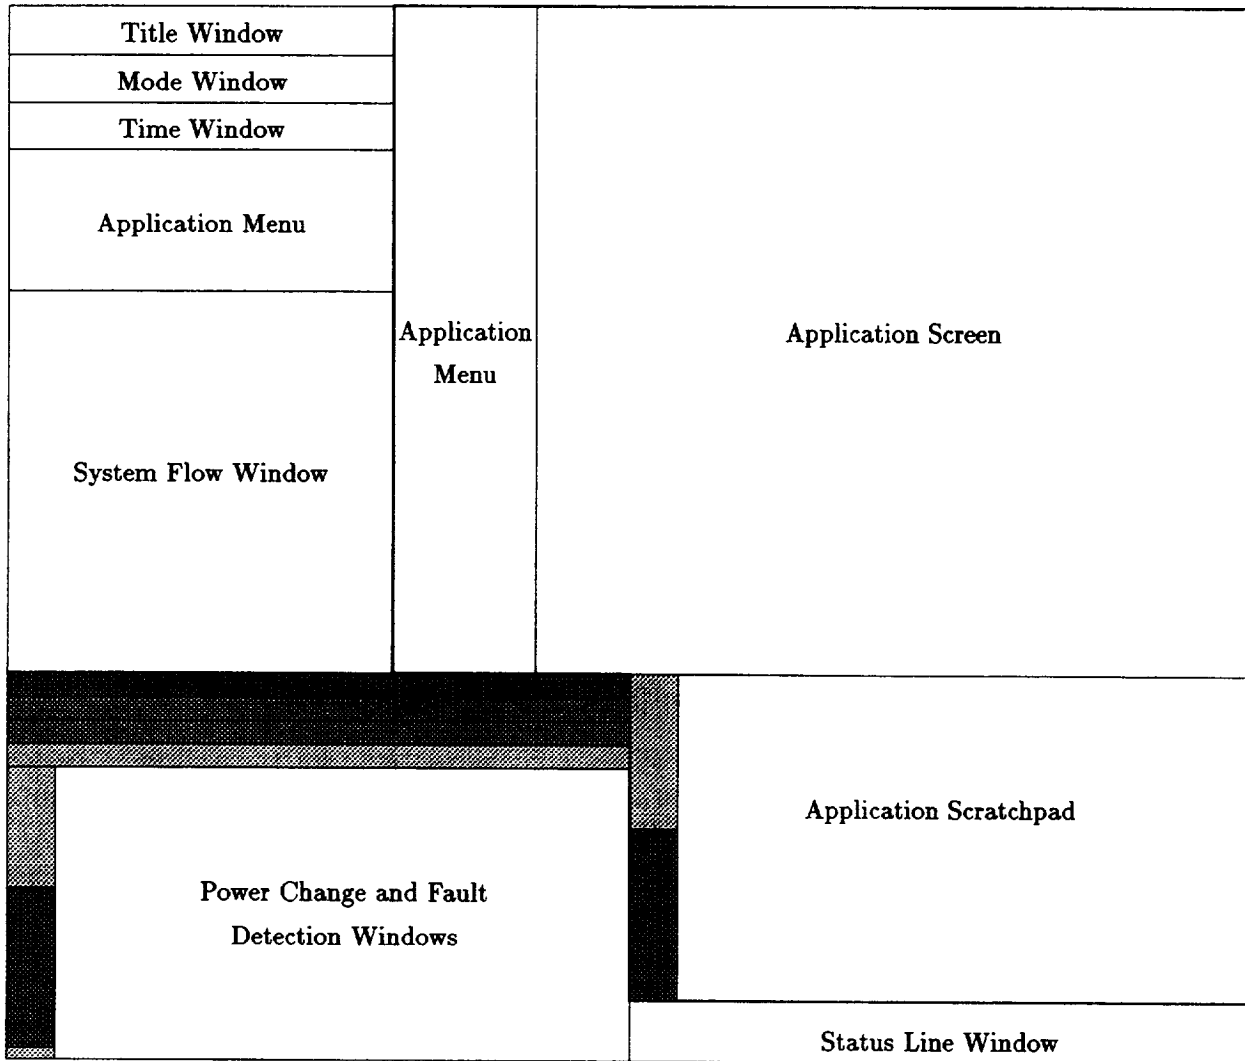 Title Window
Mode Window
Time Window
Application Menu
System Flow Window
Application
Menu
Application Screen
Power Change and Fault
Detection Windows
Application Scratchpad
Status Line Window